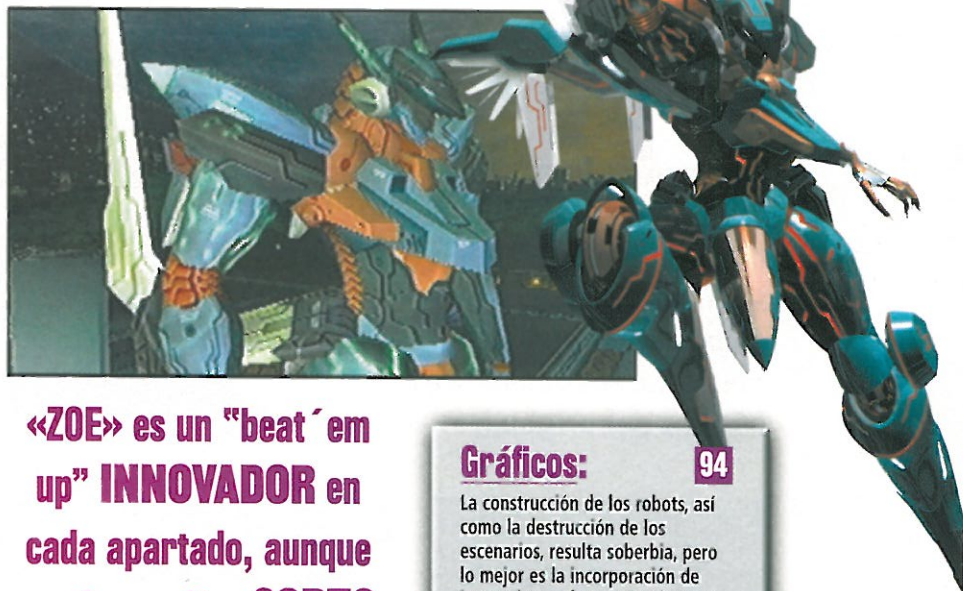 «ZOE» es un "beat´em
up" INNOVADOR en
cada apartado, aunque
CORTO
Gráficos: 94
La construcción de los robots, así
como la destrucción de los
escenarios, resulta soberbia, pero
lo mejor es la incorporación de